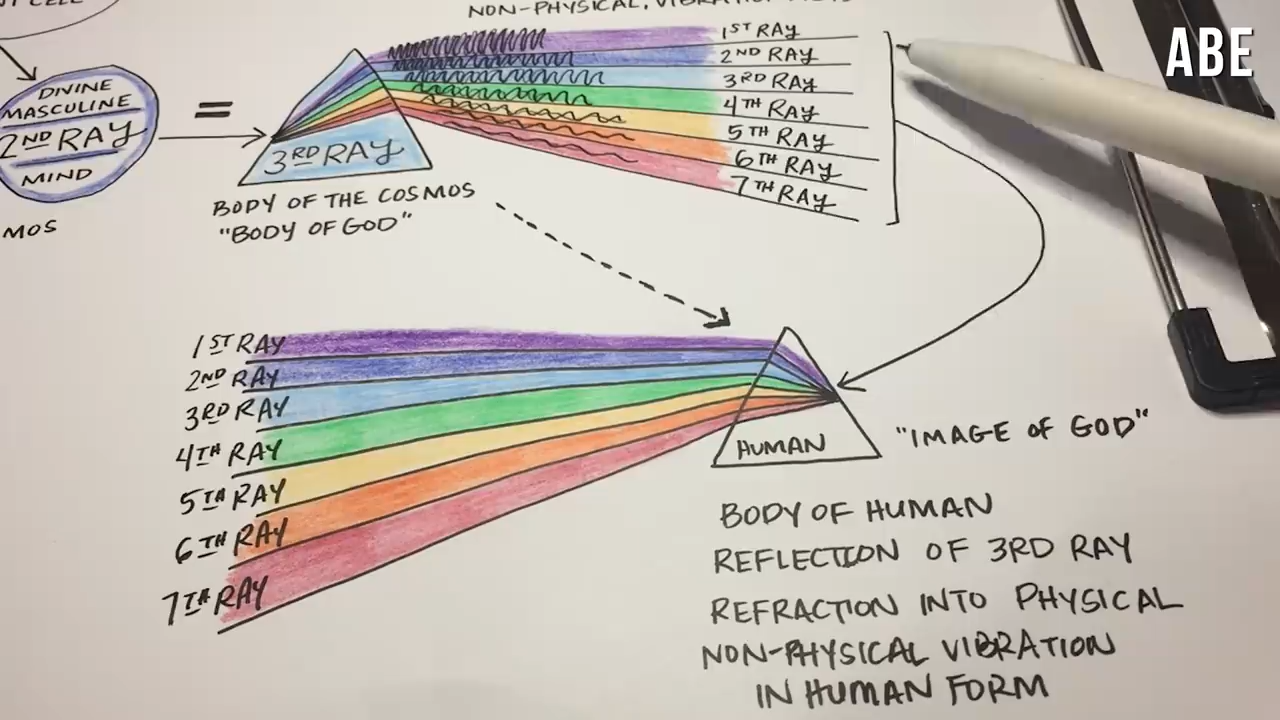 CELL
NON-PHYSICAL, VIBRATION
ABE
1ST RAY
2ND RAY
3RD RAY
4TH RAY
5TH RAY
6TH RAY
7TH RAY
DIVINE
MASCULINE
2ND RAY
MIND
=
3RD RAY
BODY OF THE COSMOS
"BODY OF GOD"
MOS
1ST RAY
2ND RAY
3RD RAY
4TH RAY
5TH RAY
6TH RAY
7TH RAY
HUMAN
"IMAGE OF GOD"
BODY OF HUMAN
REFLECTION OF 3RD RAY
REFRACTION INTO PHYSICAL
NON-PHYSICAL VIBRATION
IN HUMAN FORM